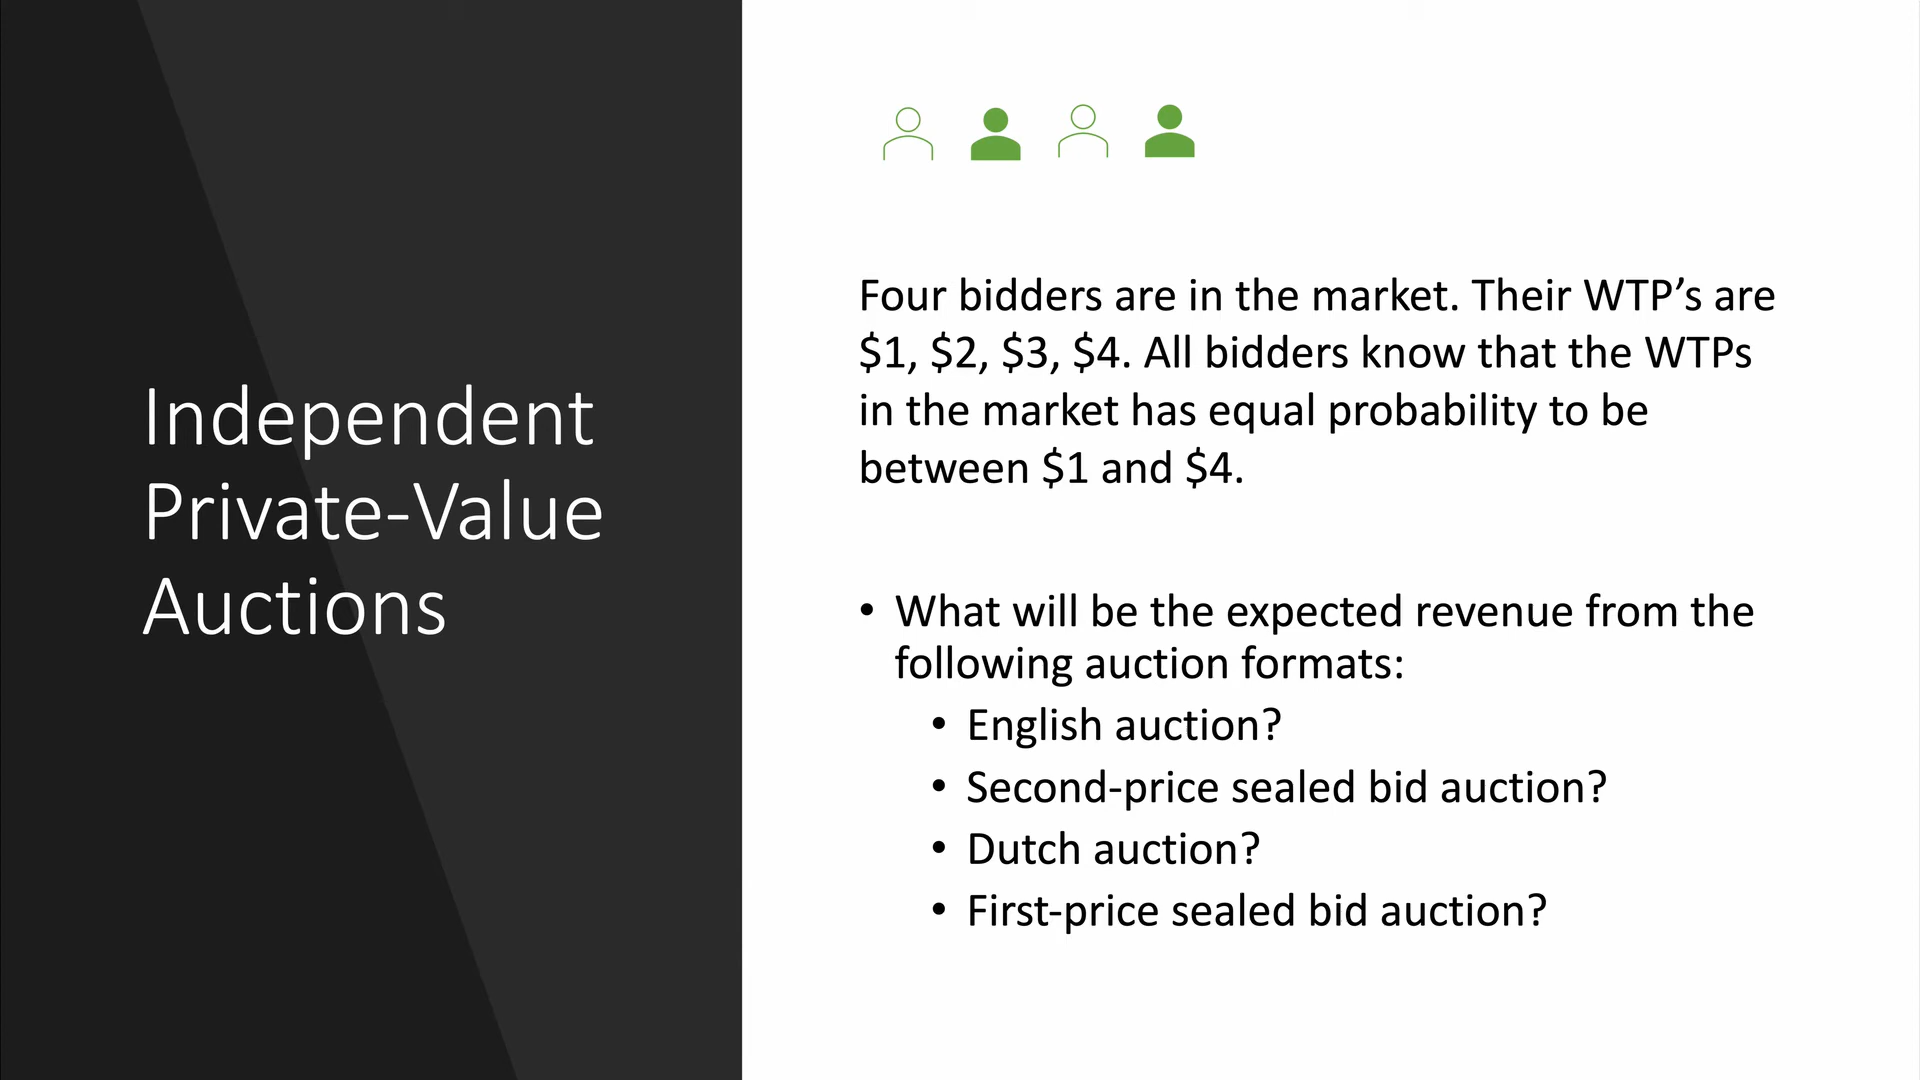 Independent
Private-Value
Auctions
Four bidders are in the market. Their WTP’s are
$1, $2, $3, $4. All bidders know that the WTPs
in the market has equal probability to be
between $1 and $4.
• What will be the expected revenue from the
following auction formats:
• English auction?
• Second-price sealed bid auction?
• Dutch auction?
• First-price sealed bid auction?